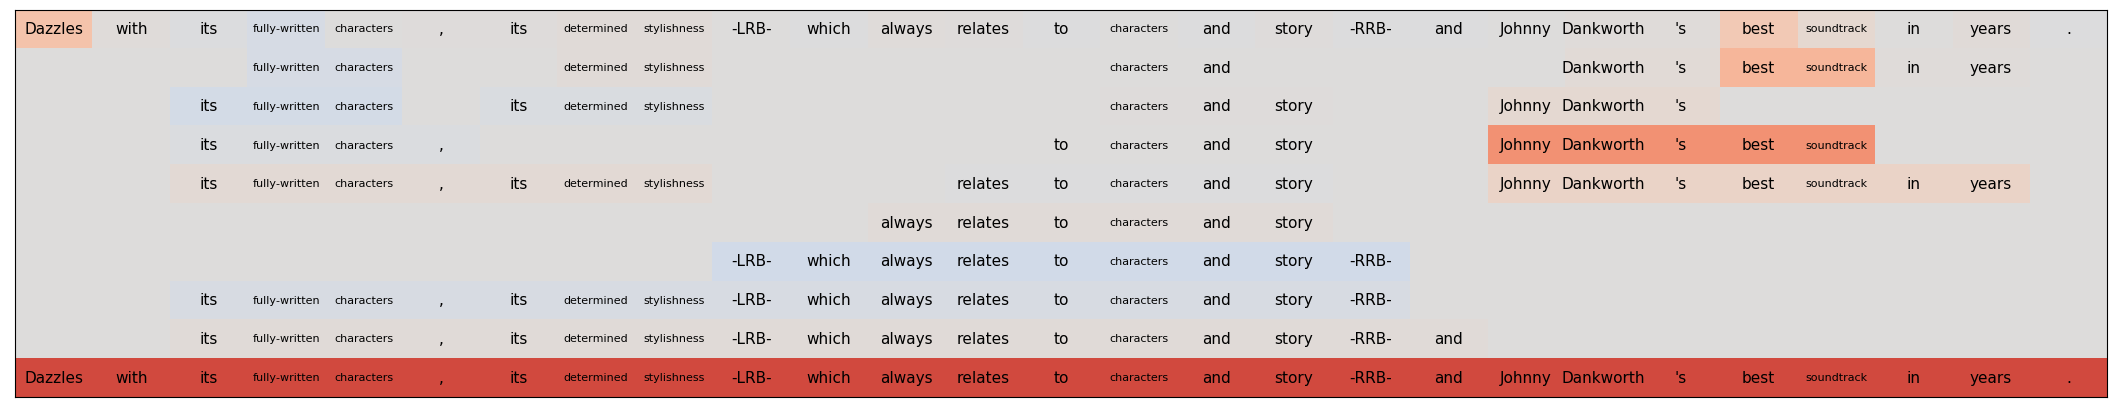 Dazzles with its fully-written characters , its determined stylishness -LRB- which always relates to characters and story -RRB- and Johnny Dankworth 's best soundtrack in years .
fully-written characters determined stylishness characters and Dankworth 's best soundtrack in years
its fully-written characters its determined stylishness characters and story Johnny Dankworth 's
its fully-written characters , to characters and story Johnny Dankworth 's best soundtrack
its fully-written characters , its determined stylishness relates to characters and story Johnny Dankworth 's best soundtrack in years
always relates to characters and story
-LRB- which always relates to characters and story -RRB-
its fully-written characters , its determined stylishness -LRB- which always relates to characters and story -RRB-
its fully-written characters , its determined stylishness -LRB- which always relates to characters and story -RRB- and
Dazzles with its fully-written characters , its determined stylishness -LRB- which always relates to characters and story -RRB- and Johnny Dankworth 's best soundtrack in years .